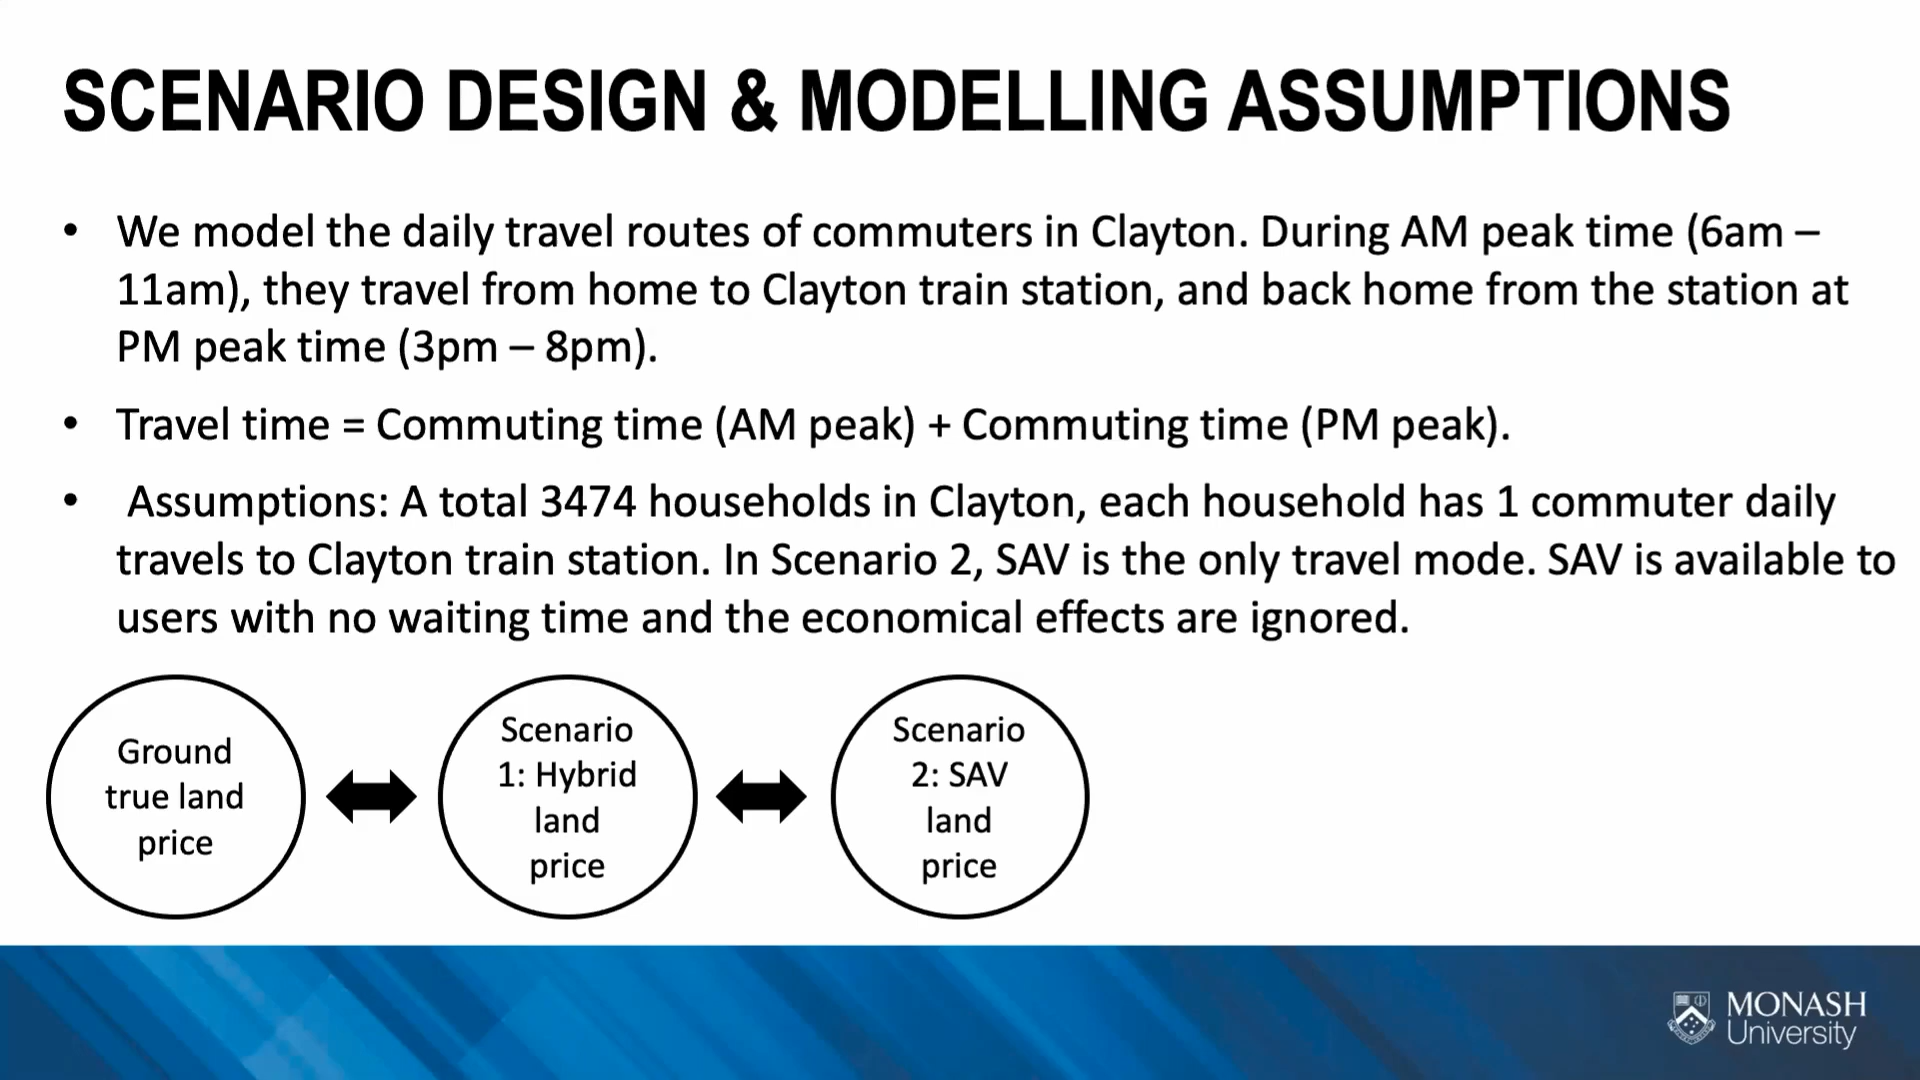 SCENARIO DESIGN & MODELLING ASSUMPTIONS
• We model the daily travel routes of commuters in Clayton. During AM peak time (6am –
11am), they travel from home to Clayton train station, and back home from the station at
PM peak time (3pm – 8pm).
• Travel time = Commuting time (AM peak) + Commuting time (PM peak).
• Assumptions: A total 3474 households in Clayton, each household has 1 commuter daily
travels to Clayton train station. In Scenario 2, SAV is the only travel mode. SAV is available to
users with no waiting time and the economical effects are ignored.
Ground
true land
price
Scenario
1: Hybrid
land
price
Scenario
2: SAV
land
price
MONASH
University